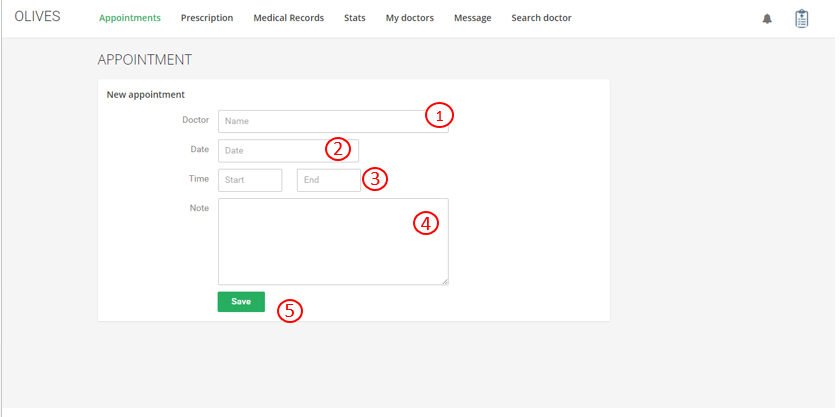 OLIVES Appointments Prescription Medical Records Stats My doctors Message Search doctor
APPOINTMENT
New appointment
Doctor Name 1
Date Date 2
Time Start End 3
Note 4
Save 5